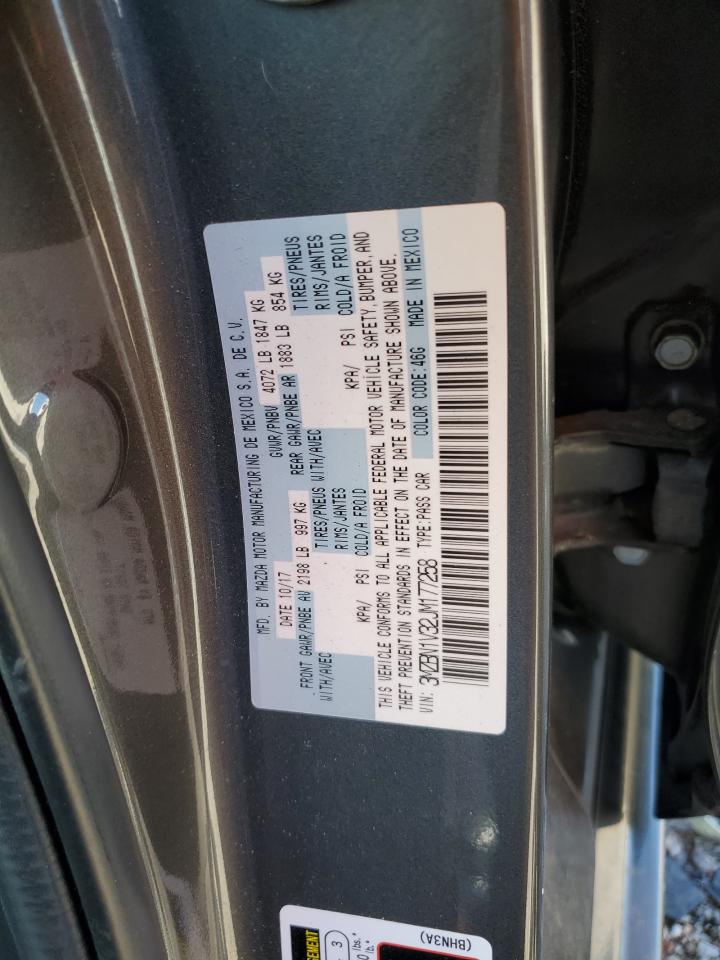 MFD. BY MAZDA MOTOR MANUFACTURING DE MEXICO S.A. DE C.V.
DATE 10/17 GVWR/PNBV 4072 LB 1847 KG
FRONT GAWR/PNBE AV 2198 LB 997 KG REAR GAWR/PNBE AR 1883 LB 854 KG
WITH/AVEC TIRES/PNEUS WITH/AVEC TIRES/PNEUS
RIMS/JANTES RIMS/JANTES
KPA/ PSI COLD/A FROID KPA/ PSI COLD/A FROID
THIS VEHICLE CONFORMS TO ALL APPLICABLE FEDERAL MOTOR VEHICLE SAFETY, BUMPER, AND
THEFT PREVENTION STANDARDS IN EFFECT ON THE DATE OF MANUFACTURE SHOWN ABOVE.
VIN: 3MZBN1V32JM177258 TYPE:PASS CAR COLOR CODE:46G MADE IN MEXICO
(BHN3A)